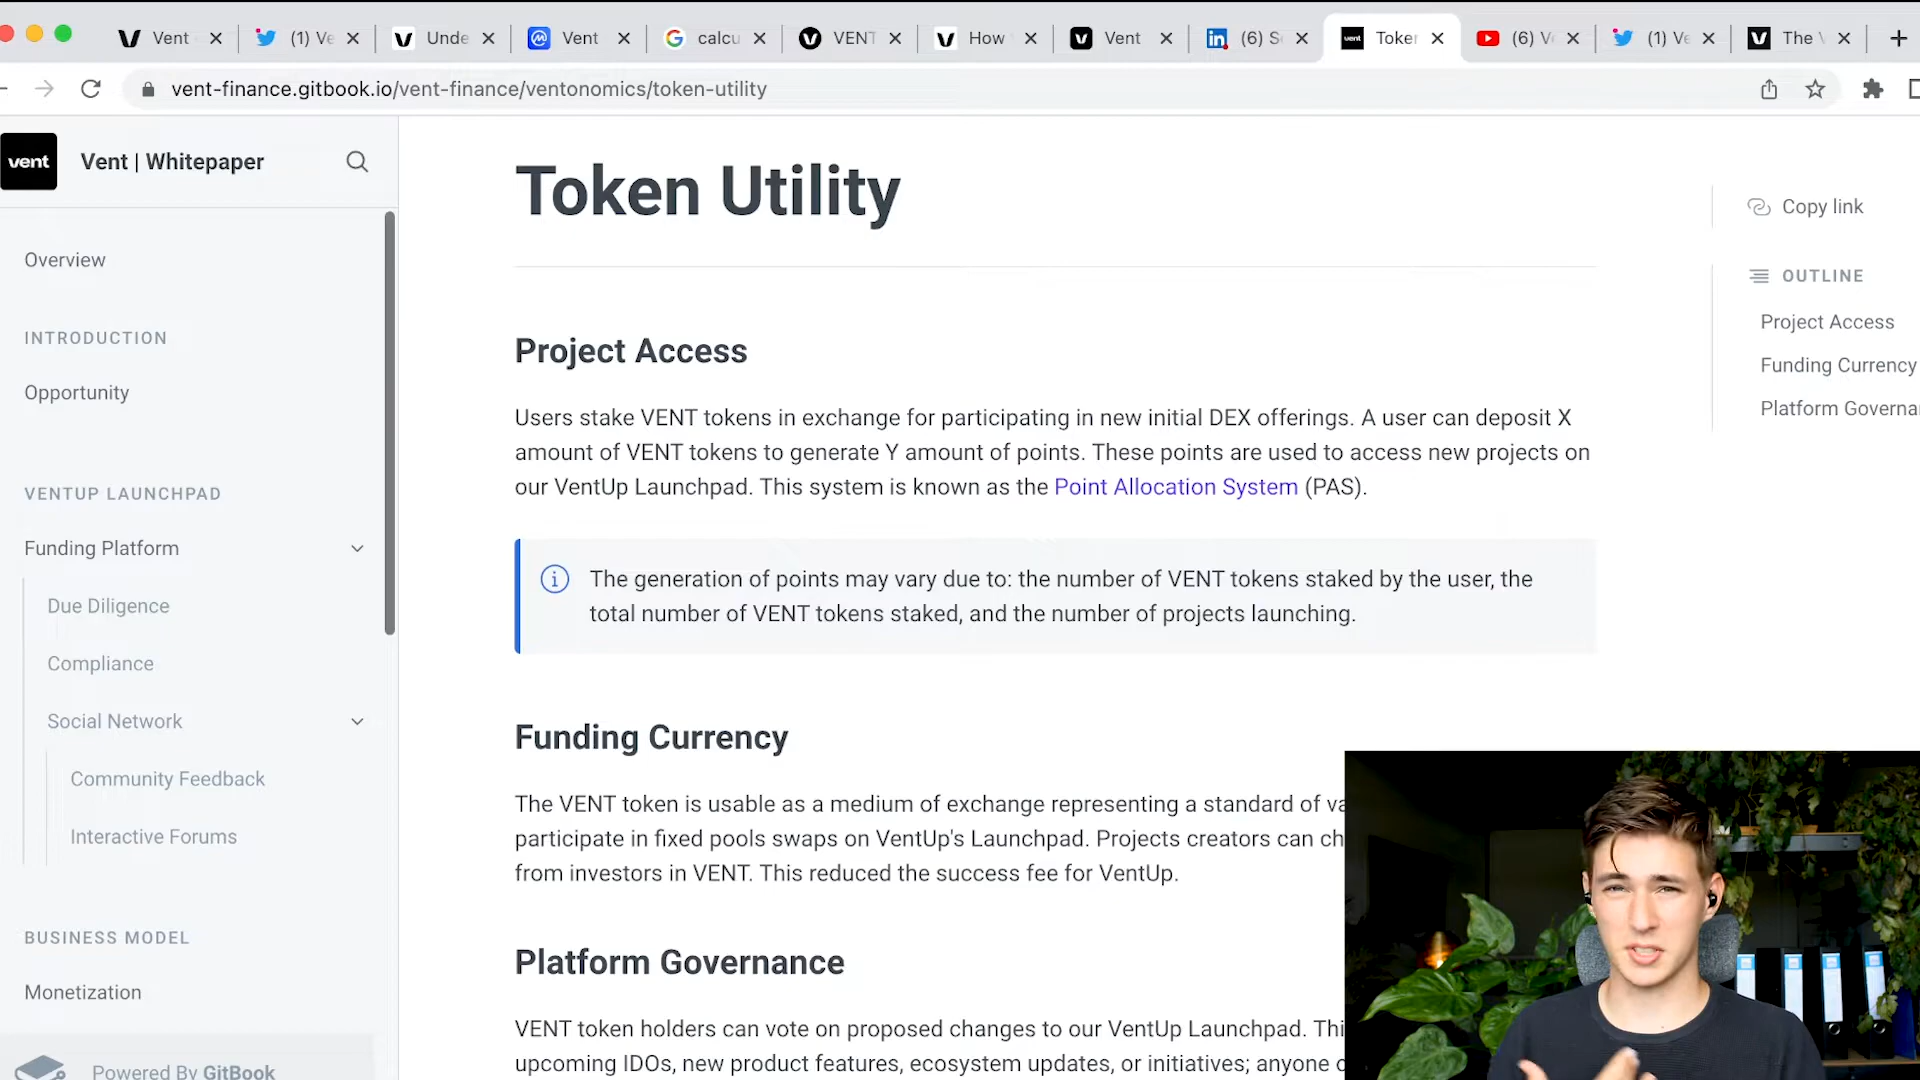 Vent
(1) Ve
Unde
Vent
calcu
VENT
How
Vent
(6) S
Token
(6) V
(1) Ve
The V
vent-finance.gitbook.io/vent-finance/ventonomics/token-utility
vent
Vent | Whitepaper
Overview
INTRODUCTION
Opportunity
VENTUP LAUNCHPAD
Funding Platform
Due Diligence
Compliance
Social Network
Community Feedback
Interactive Forums
BUSINESS MODEL
Monetization
Powered By GitBook
Token Utility
Project Access
Users stake VENT tokens in exchange for participating in new initial DEX offerings. A user can deposit X
amount of VENT tokens to generate Y amount of points. These points are used to access new projects on
our VentUp Launchpad. This system is known as the Point Allocation System (PAS).
The generation of points may vary due to: the number of VENT tokens staked by the user, the
total number of VENT tokens staked, and the number of projects launching.
Funding Currency
The VENT token is usable as a medium of exchange representing a standard of va
participate in fixed pools swaps on VentUp's Launchpad. Projects creators can ch
from investors in VENT. This reduced the success fee for VentUp.
Platform Governance
VENT token holders can vote on proposed changes to our VentUp Launchpad. Thi
upcoming IDOs, new product features, ecosystem updates, or initiatives; anyone
Copy link
OUTLINE
Project Access
Funding Currency
Platform Governa